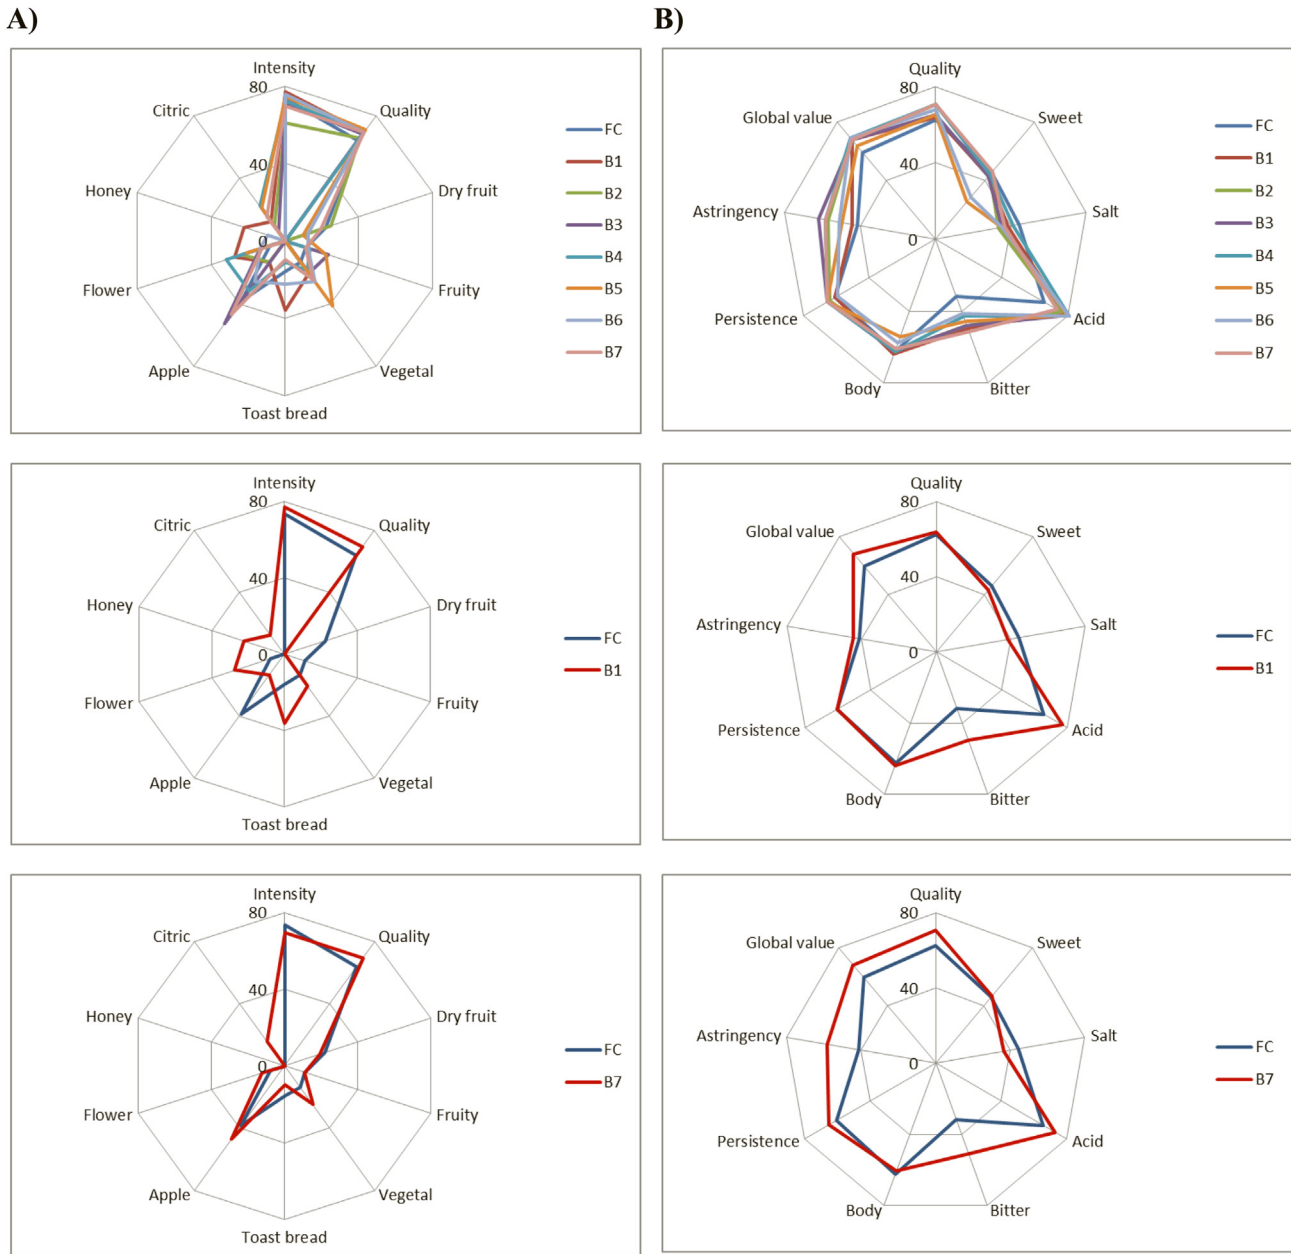 A)
B)
Intensity
80
Citric
Quality
40
Honey
Dry fruit
0
Flower
Fruity
Apple
Vegetal
Toast bread
FC
B1
B2
B3
B4
B5
B6
B7
Quality
80
Global value
Sweet
40
Astringency
Salt
0
Persistence
Acid
Body
Bitter
FC
B1
B2
B3
B4
B5
B6
B7
Intensity
80
Citric
Quality
40
Honey
Dry fruit
0
Flower
Fruity
Apple
Vegetal
Toast bread
FC
B1
Quality
80
Global value
Sweet
40
Astringency
Salt
0
Persistence
Acid
Body
Bitter
FC
B1
Intensity
80
Citric
Quality
40
Honey
Dry fruit
0
Flower
Fruity
Apple
Vegetal
Toast bread
FC
B7
Quality
80
Global value
Sweet
40
Astringency
Salt
0
Persistence
Acid
Body
Bitter
FC
B7